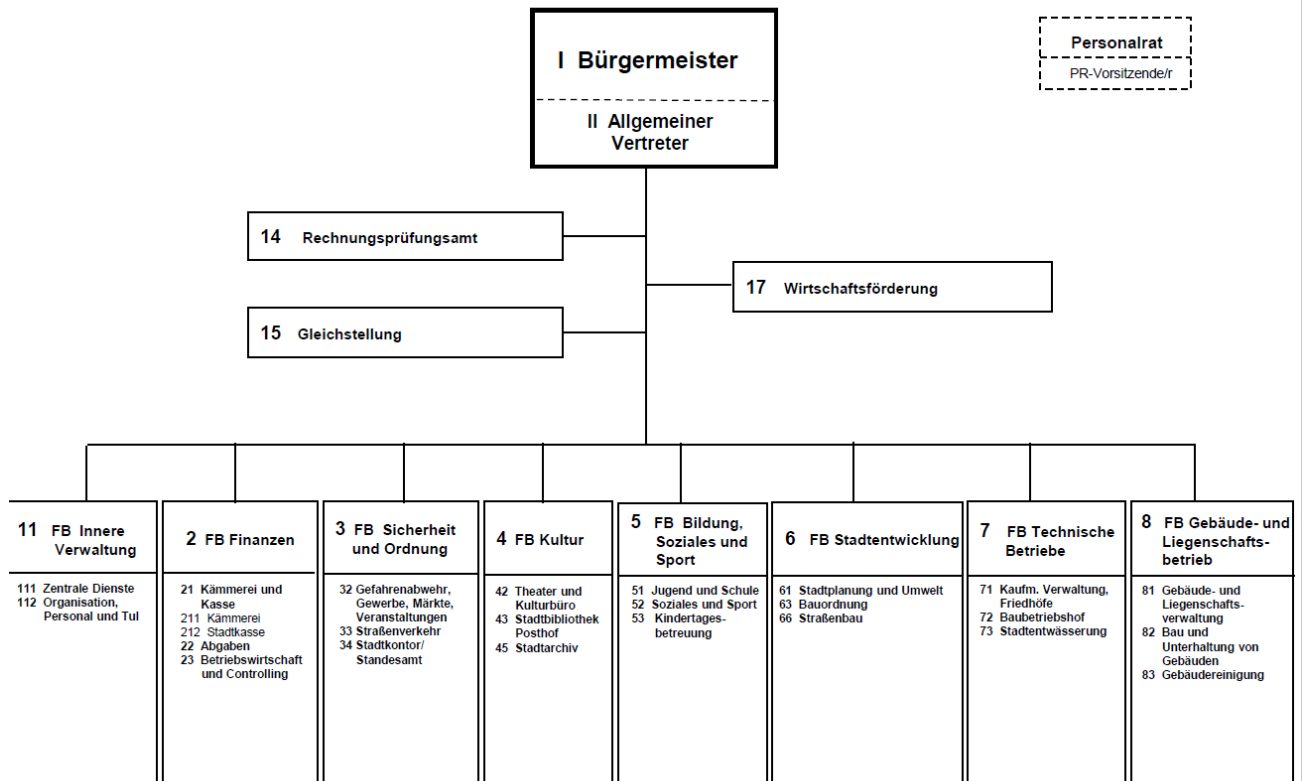 I Bürgermeister
II Allgemeiner
Vertreter
Personalrat
PR-Vorsitzende/r
14 Rechnungsprüfungsamt
17 Wirtschaftsförderung
15 Gleichstellung
11 FB Innere
Verwaltung
111 Zentrale Dienste
112 Organisation,
Personal und TuI
2 FB Finanzen
21 Kämmerei und
Kasse
211 Kämmerei
212 Stadtkasse
22 Abgaben
23 Betriebswirtschaft
und Controlling
3 FB Sicherheit
und Ordnung
32 Gefahrenabwehr,
Gewerbe, Märkte,
Veranstaltungen
33 Straßenverkehr
34 Stadtkontor/
Standesamt
4 FB Kultur
42 Theater und
Kulturbüro
43 Stadtbibliothek
Posthof
45 Stadtarchiv
5 FB Bildung,
Soziales und
Sport
51 Jugend und Schule
52 Soziales und Sport
53 Kindertages-
betreuung
6 FB Stadtentwicklung
61 Stadtplanung und Umwelt
63 Bauordnung
66 Straßenbau
7 FB Technische
Betriebe
71 Kaufm. Verwaltung,
Friedhöfe
72 Baubetriebshof
73 Stadtentwässerung
8 FB Gebäude- und
Liegenschafts-
betrieb
81 Gebäude- und
Liegenschafts-
verwaltung
82 Bau und
Unterhaltung von
Gebäuden
83 Gebäudereinigung